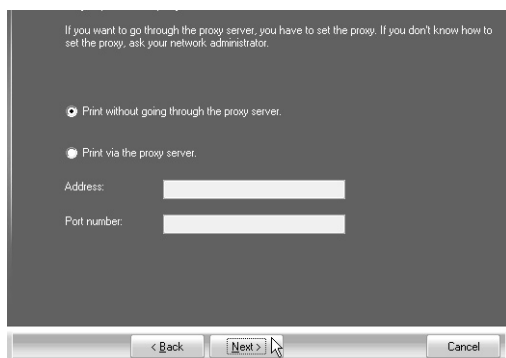 If you want to go through the proxy server, you have to set the proxy. If you don't know how to
set the proxy, ask your network administrator.
Print without going through the proxy server.
Print via the proxy server.
Address:
Port number:
< Back
Next >
Cancel